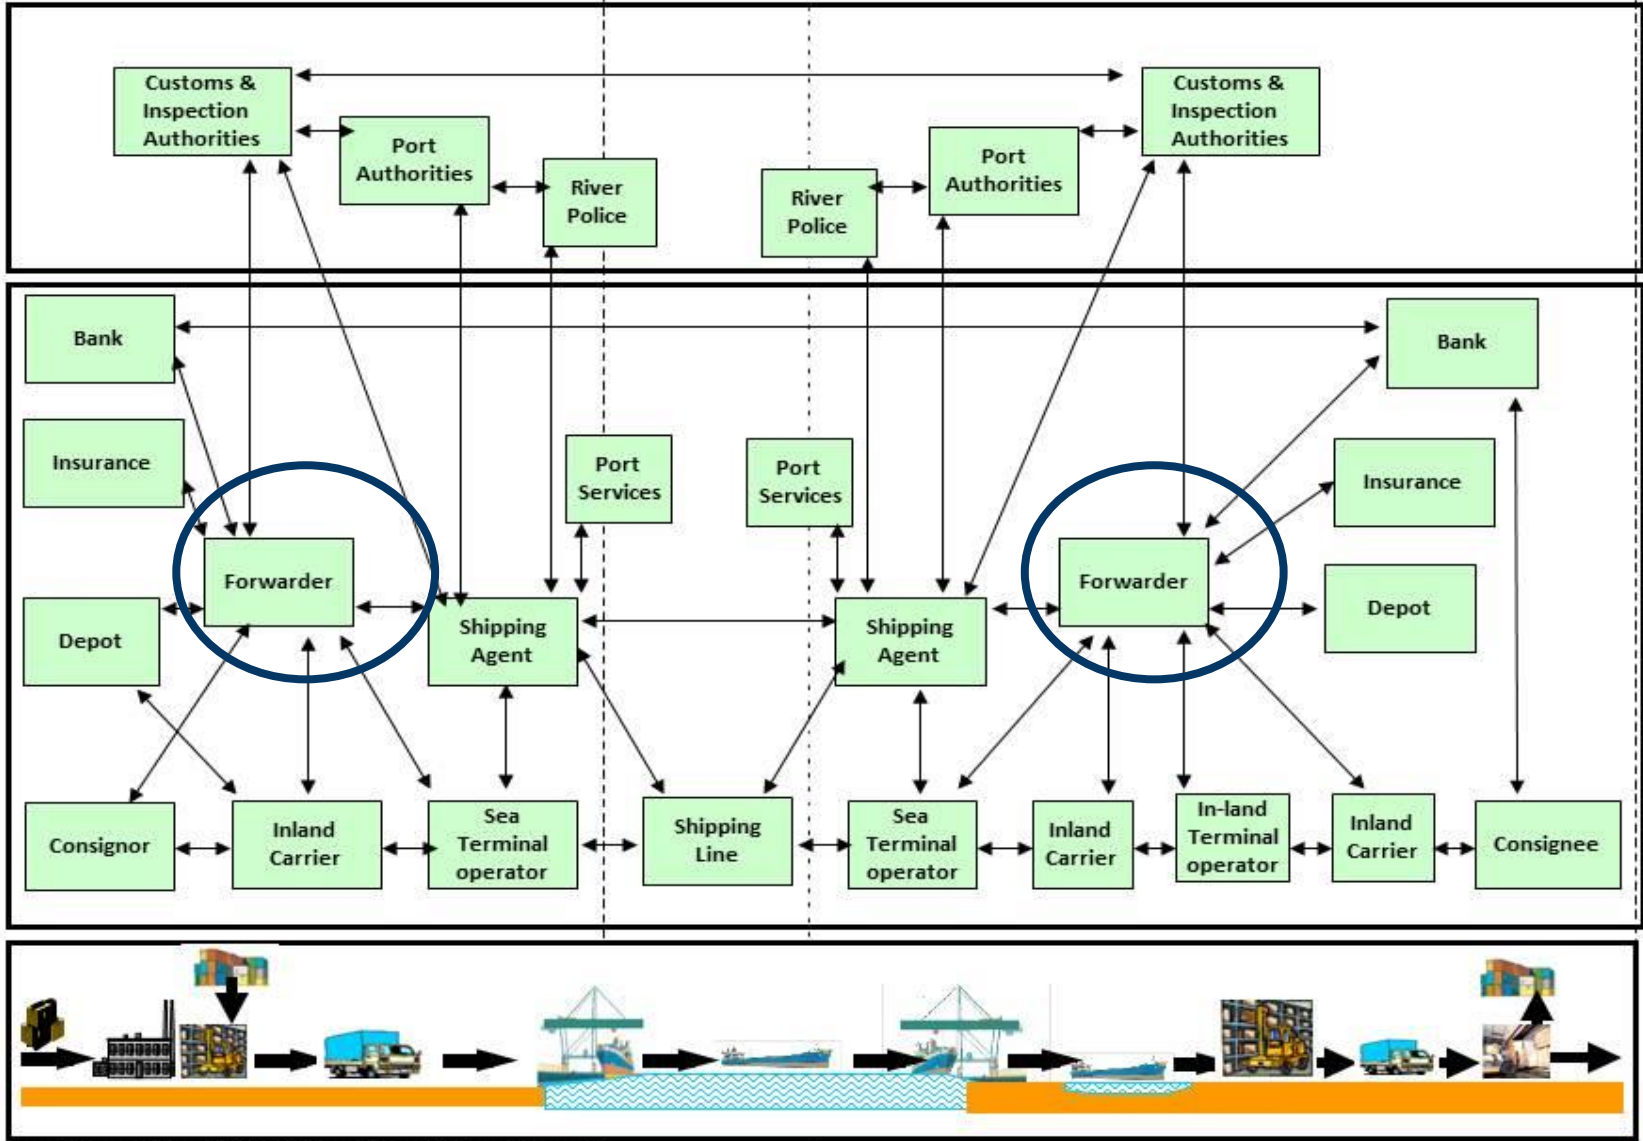 Customs &
Inspection
Authorities
Port
Authorities
River
Police
River
Police
Port
Authorities
Customs &
Inspection
Authorities
Bank
Bank
Insurance
Port
Services
Port
Services
Insurance
Forwarder
Forwarder
Depot
Shipping
Agent
Shipping
Agent
Depot
Consignor
Inland
Carrier
Sea
Terminal
operator
Shipping
Line
Sea
Terminal
operator
Inland
Carrier
In-land
Terminal
operator
Inland
Carrier
Consignee